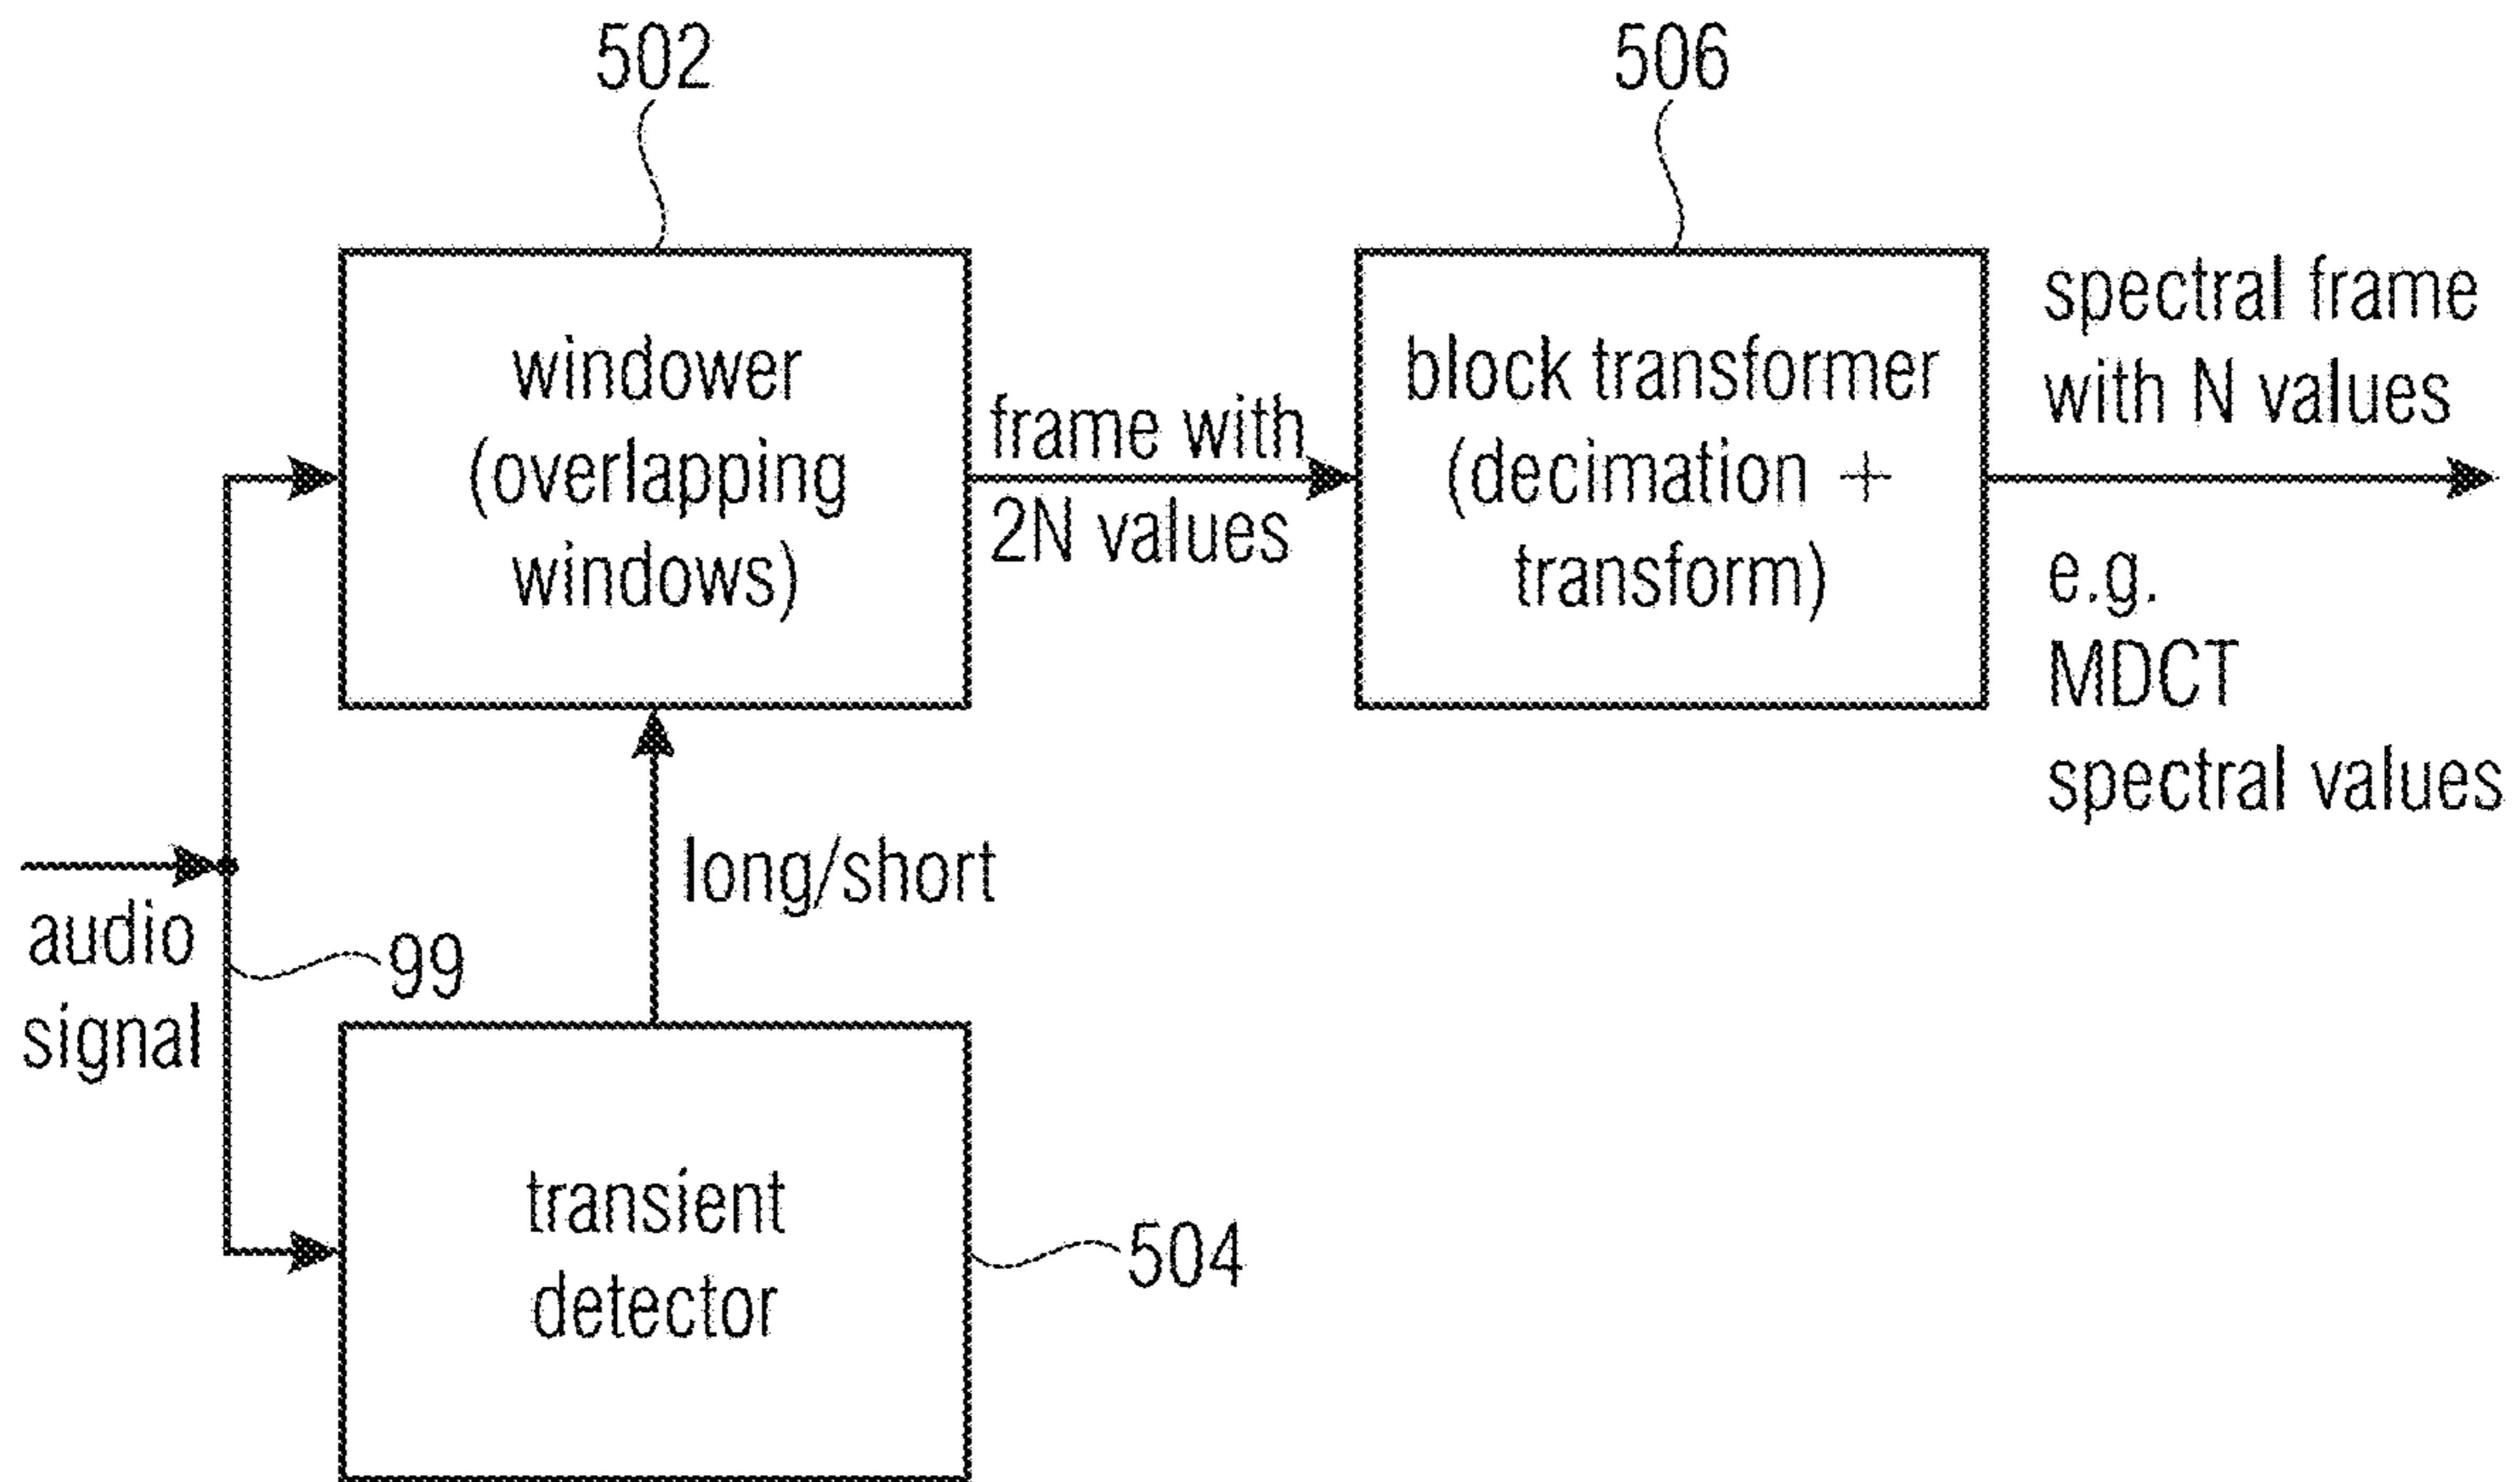 502
506
windower
(overlapping
windows)
frame with
2N values
block transformer
(decimation +
transform)
spectral frame
with N values
e.g.
MDCT
spectral values
long/short
audio
signal
99
transient
detector
504